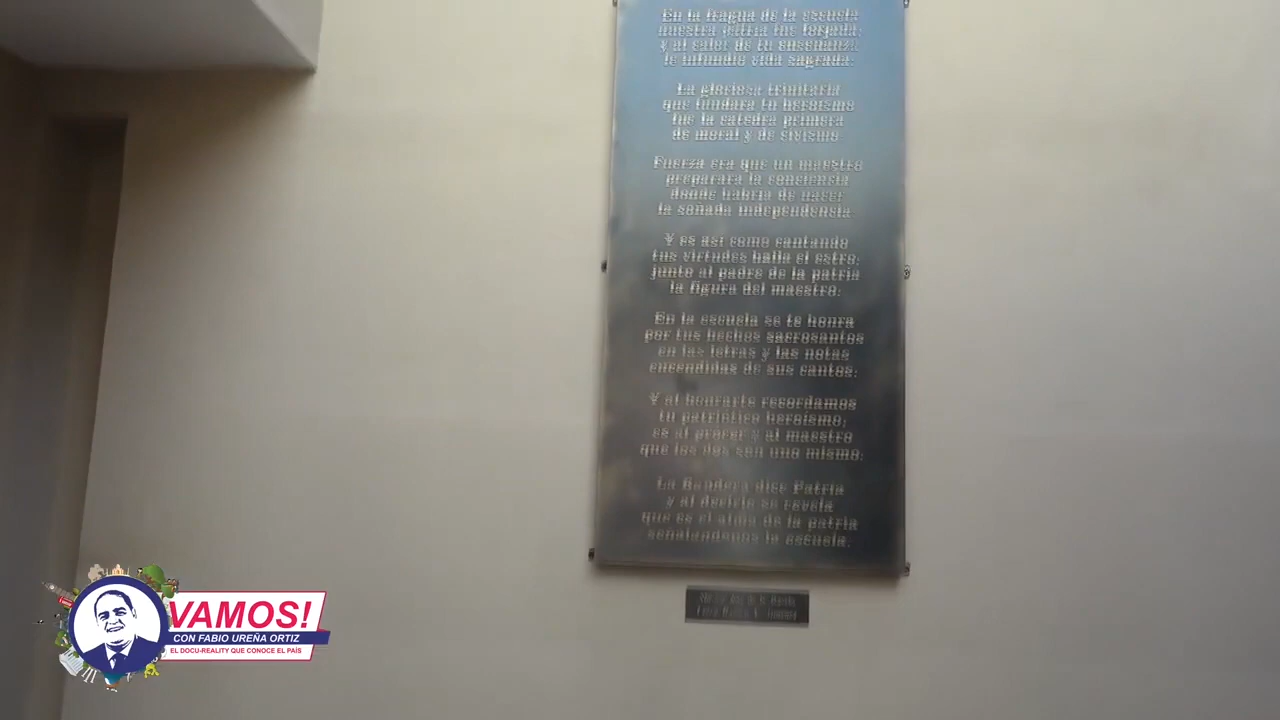 En la fragua de la escuela
nuestra patria fue forjada;
y al calor de tu enseñanza
le infundió vida sagrada.
La gloriosa trinitaria
que fundara tu heroísmo
fue la cátedra primera
de moral y de civismo
Fuerza era que un maestro
preparara la conciencia
donde habría de nacer
la soñada independencia.
Y es así como cantando
tus virtudes halla el estro;
junto al padre de la patria
la figura del maestro.
En la escuela se te honra
por tus hechos sacrosantos
en las letras y las notas
encendidas de sus cantos.
Y al honrarte recordamos
tu patriótico heroísmo;
es al prócer y al maestro
que los dos son uno mismo.
La Bandera dice Patria
y al decirlo se revela
que es el alma de la patria
señalándonos la escuela.
VAMOS!
CON FABIO UREÑA ORTIZ
EL DOCU-REALITY QUE CONOCE EL PAÍS